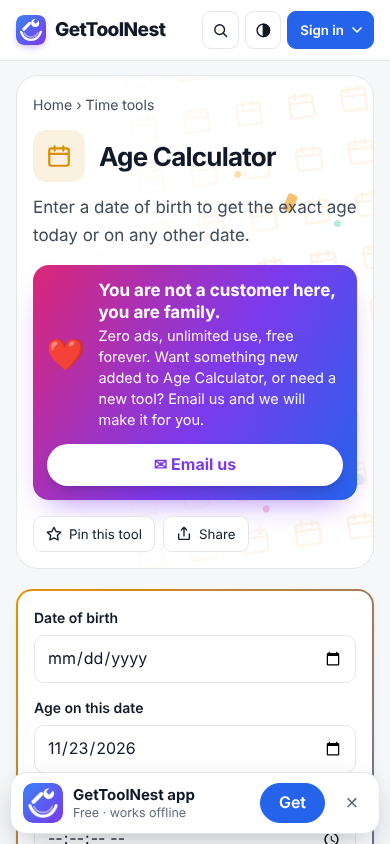 GetToolNest
Sign in
Home › Time tools
Age Calculator
Enter a date of birth to get the exact age
today or on any other date.
You are not a customer here,
you are family.
Zero ads, unlimited use, free
forever. Want something new
added to Age Calculator, or need a
new tool? Email us and we will
make it for you.
✉ Email us
Pin this tool
Share
Date of birth
mm/dd/yyyy
Age on this date
11/23/2026
GetToolNest app
Free · works offline
Get
--:--:-- --